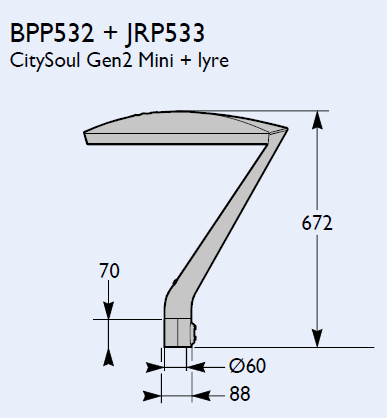 BPP532 + JRP533
CitySoul Gen2 Mini + lyre
672
70
Ø60
88